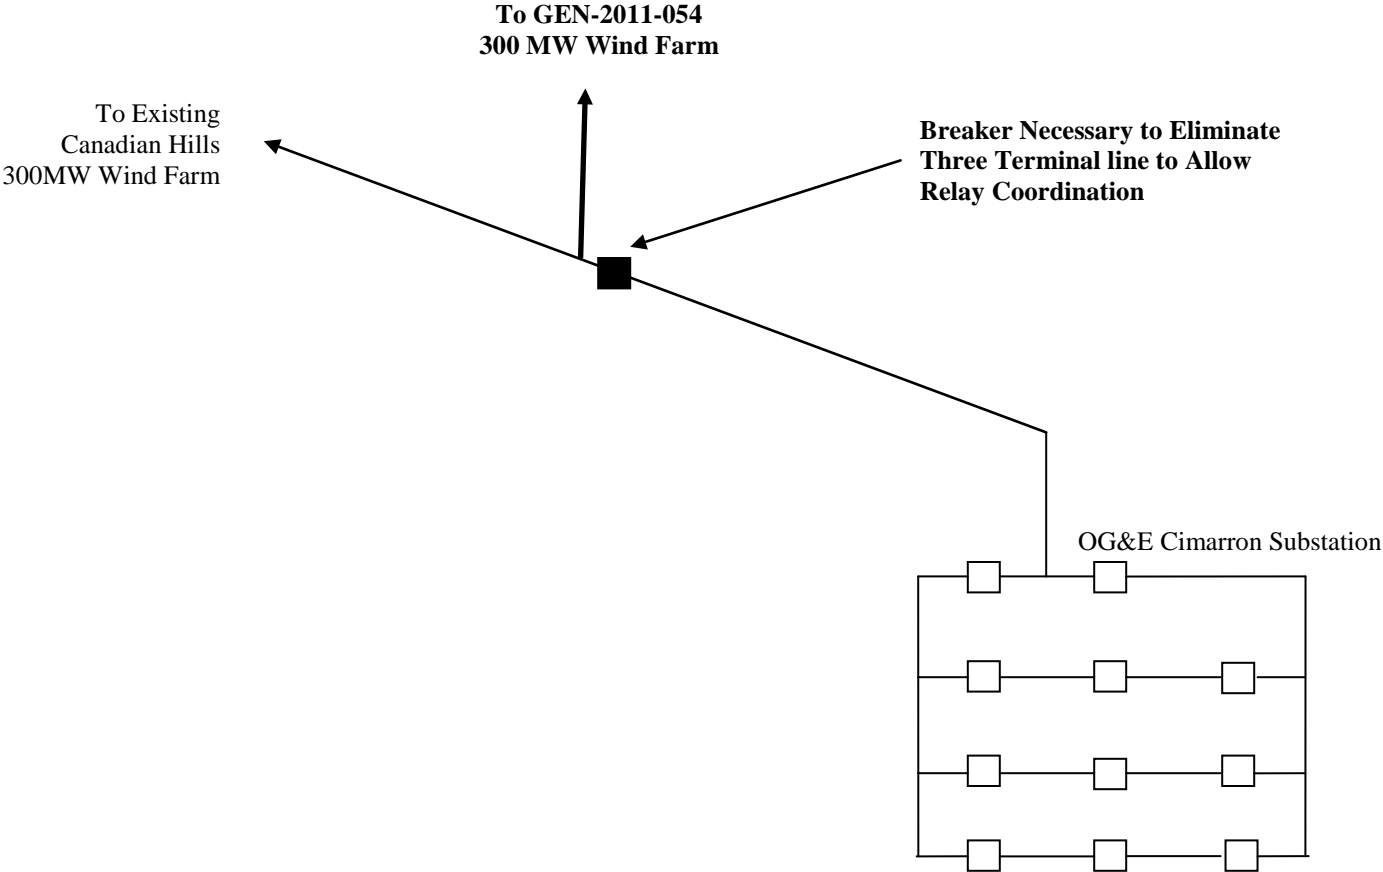 To GEN-2011-054
300 MW Wind Farm
To Existing
Canadian Hills
300MW Wind Farm
Breaker Necessary to Eliminate
Three Terminal line to Allow
Relay Coordination
OG&E Cimarron Substation